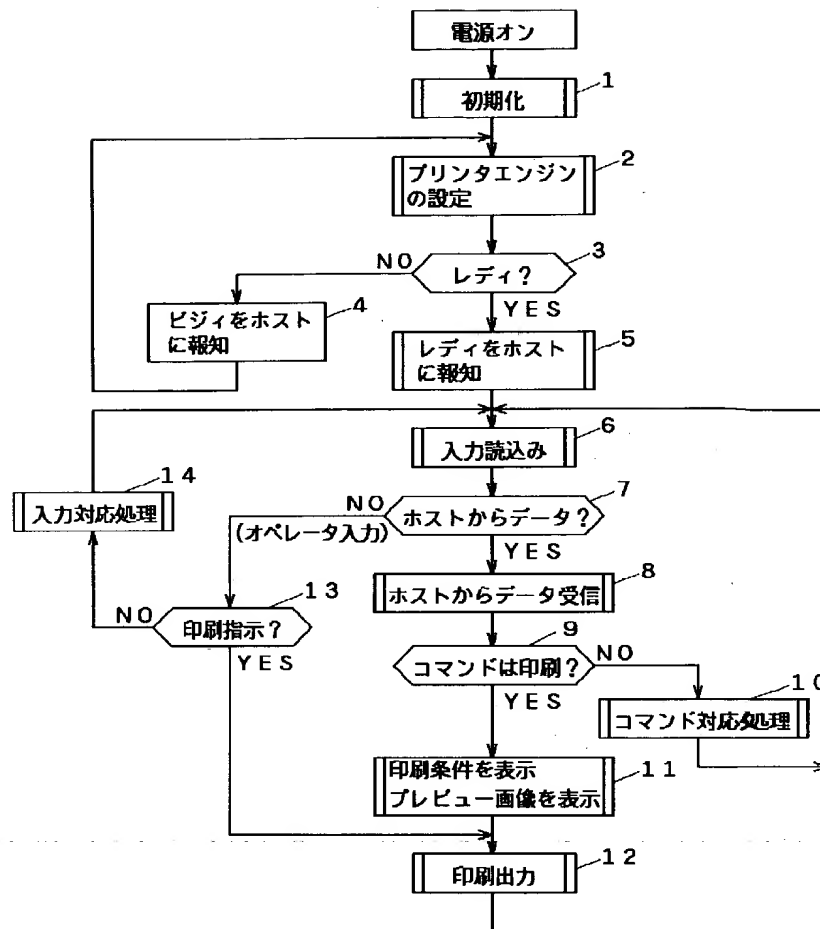 電源オン
初期化
1
プリンタエンジン
の設定
2
レディ?
3
NO
YES
ビジィをホスト
に報知
4
レディをホスト
に報知
5
入力読込み
6
ホストからデータ?
7
NO
(オペレータ入力)
YES
入力対応処理
14
ホストからデータ受信
8
印刷指示?
13
NO
YES
コマンドは印刷?
9
NO
YES
コマンド対応処理
10
印刷条件を表示
プレビュー画像を表示
11
印刷出力
12